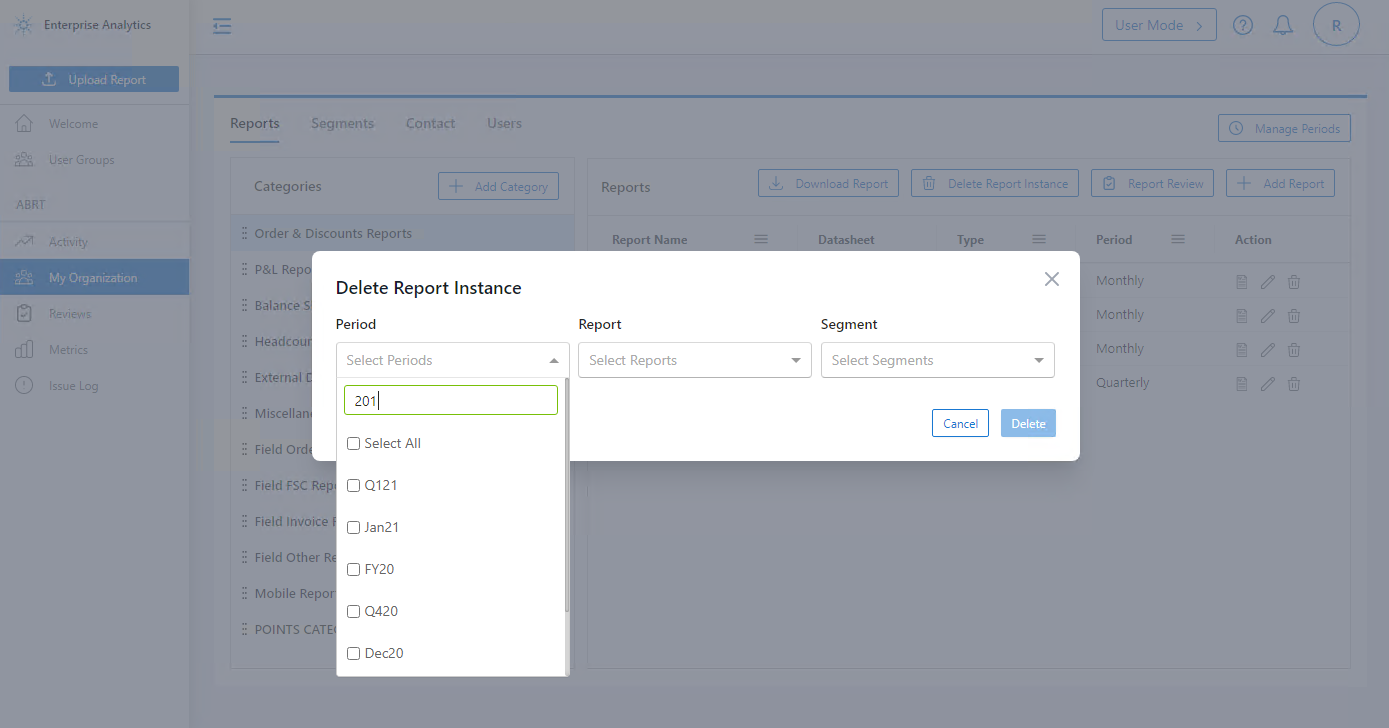 Enterprise Analytics
User Mode
R
Upload Report
Welcome
User Groups
ABRT
Activity
My Organization
Reviews
Metrics
Issue Log
Reports Segments Contact Users
Manage Periods
Categories
Add Category
Reports
Download Report
Delete Report Instance
Report Review
Add Report
Order & Discounts Reports
P&L Repo
Balance S
Headcour
External D
Miscellan
Field Orde
Field FSC Rep
Field Invoice
Field Other Re
Mobile Repor
POINTS CATE
Report Name Datasheet Type Period Action
Monthly
Monthly
Monthly
Quarterly
Delete Report Instance
Period Report Segment
Select Periods Select Reports Select Segments
201
Select All
Q121
Jan21
FY20
Q420
Dec20
Cancel Delete